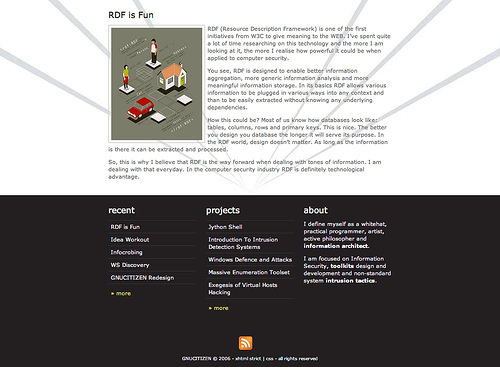 RDF is Fun
RDF (Resource Description Framework) is one of the first
initiatives from W3C to give meaning to the WEB. I've spent quite
a lot of time researching on this technology and the more I am
looking at it, the more I realise how powerful it could be when
applied to computer security.
You see, RDF is designed to enable better information
aggregation, more generic information analysis and more
meaningful information storage. In its basics RDF allows various
information to be plugged in various ways into any context and
than to be easily extracted without knowing any underlying
dependencies.
How this could be? Most of us know how databases look like:
tables, columns, rows and primary keys. This is nice. The better
you design you database the longer it will serve its purpose. In
the RDF world, design doesn't matter. As long as the information
is there it can be extracted and processed.
So, this is why I believe that RDF is the way forward when dealing with tones of information. I am
dealing with that everyday. In the computer security industry RDF is definitely technological
advantage.
recent
RDF is Fun
Idea Workout
Infocrobing
WS Discovery
GNUCITIZEN Redesign
» more
projects
Jython Shell
Introduction To Intrusion
Detection Systems
Windows Defence and Attacks
Massive Enumeration Toolset
Exegesis of Virtual Hosts
Hacking
» more
about
I define myself as a whitehat,
practical programmer, artist,
active philosopher and
information architect.
I am focused on Information
Security, toolkits design and
development and non-standard
system intrusion tactics.
GNUCITIZEN © 2006 - xhtml strict | css - all rights reserved